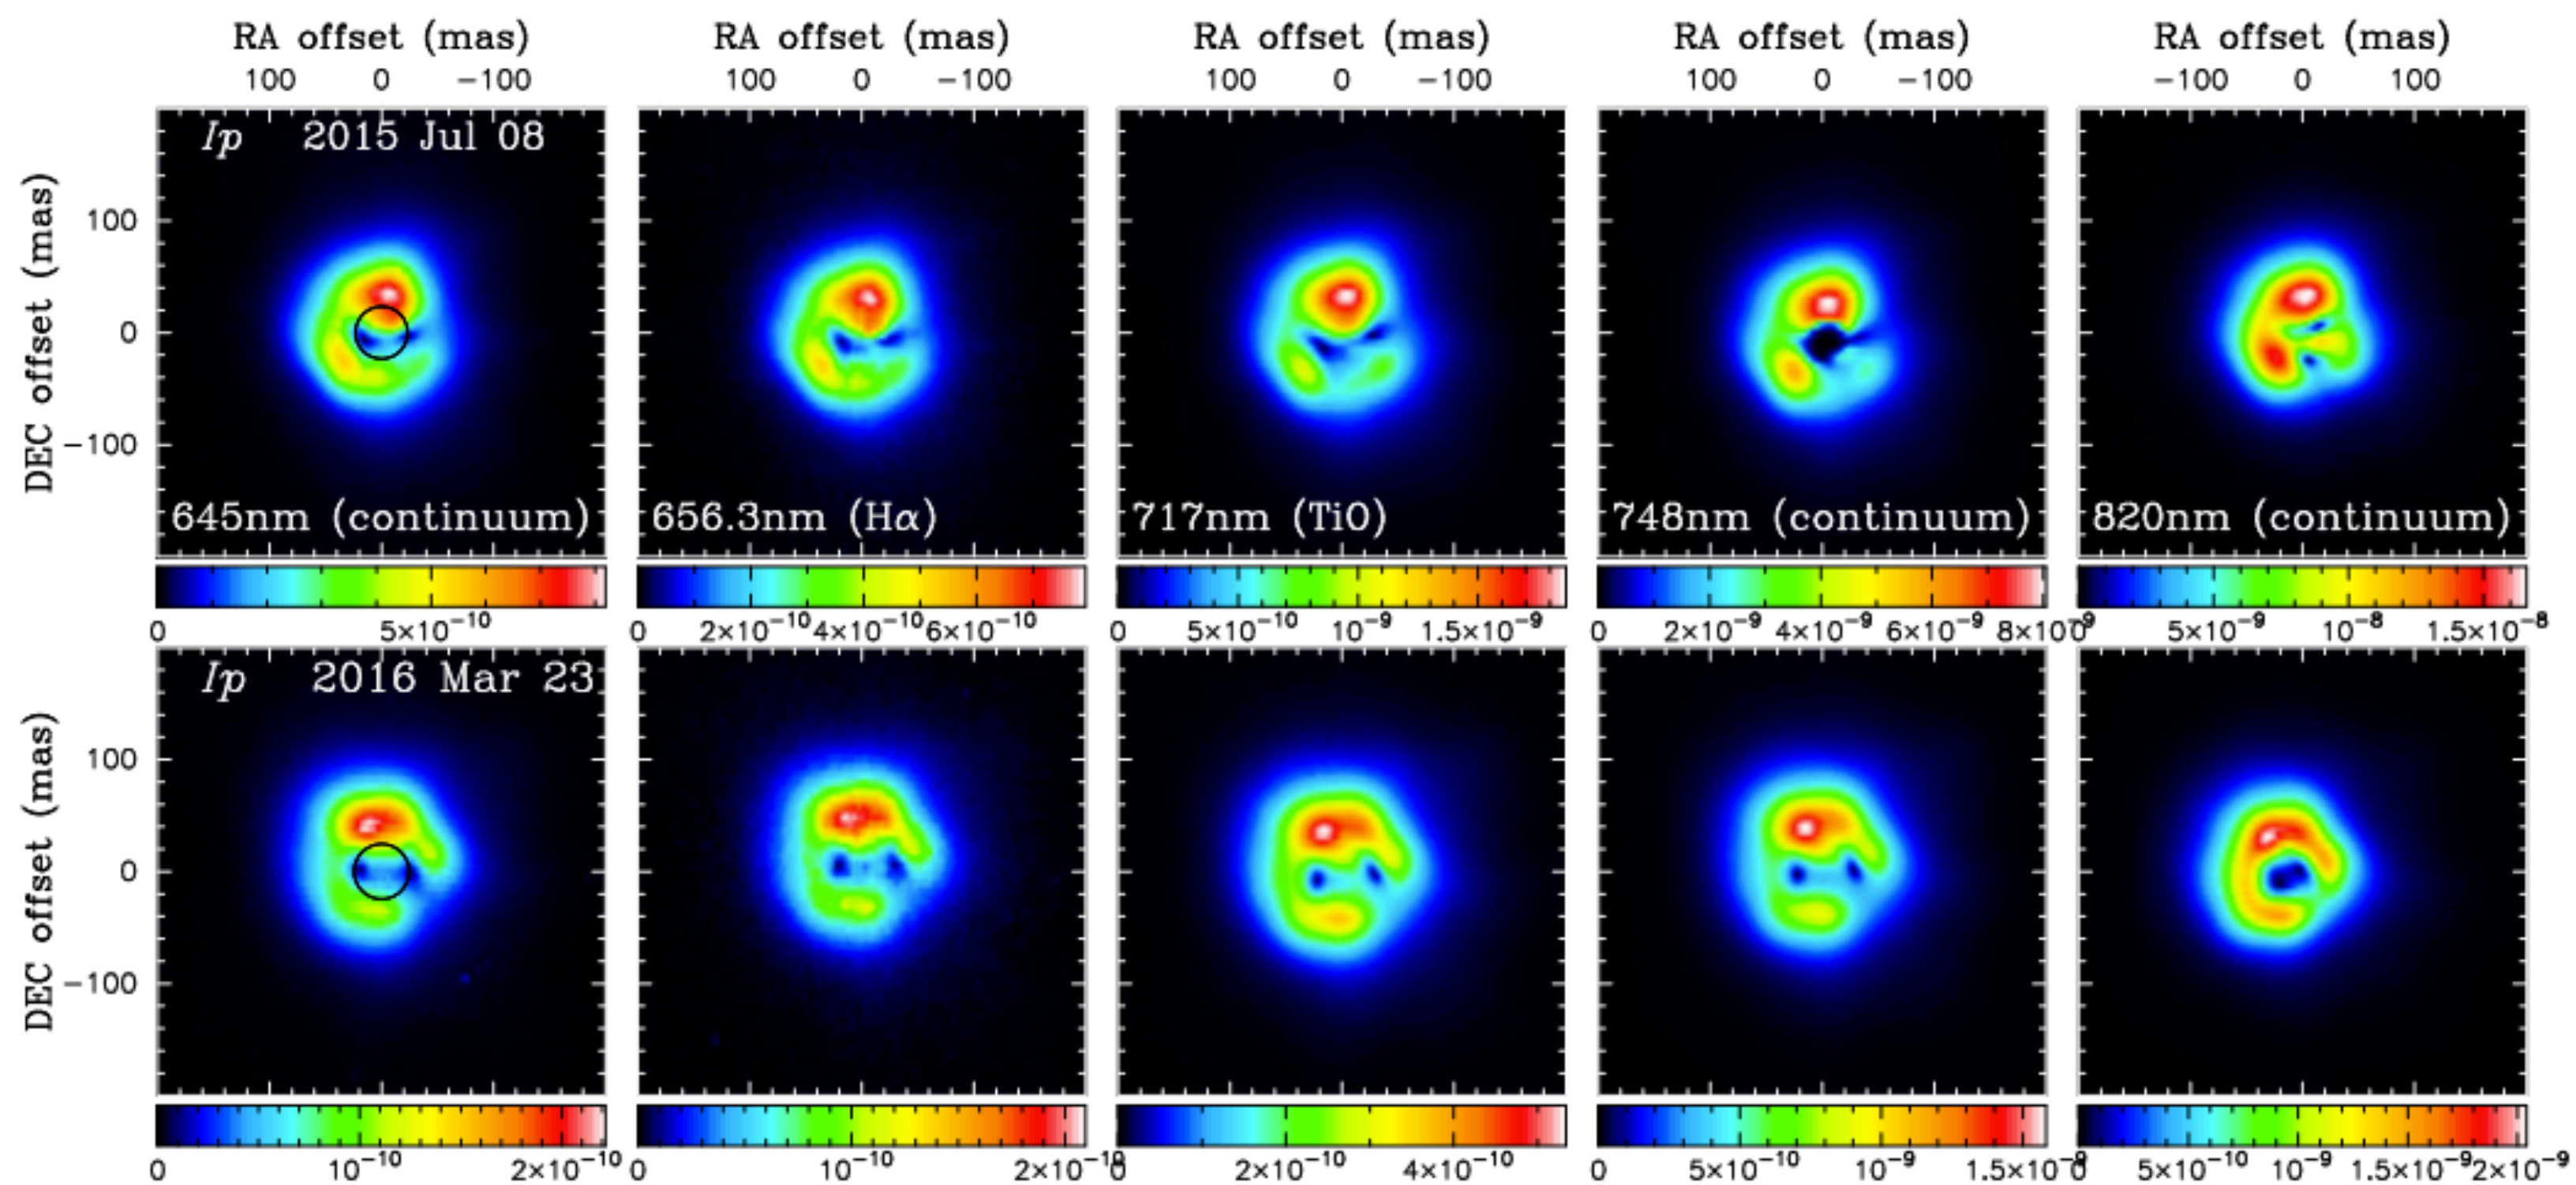 RA offset (mas) RA offset (mas) RA offset (mas) RA offset (mas) RA offset (mas)
100 0 −100 100 0 −100 100 0 −100 100 0 −100 −100 0 100
Ip 2015 Jul 08
DEC offset (mas)
100
0
−100
645nm (continuum) 656.3nm (Hα) 717nm (TiO) 748nm (continuum) 820nm (continuum)
0 5×10⁻¹⁰ 0 2×10⁻¹⁰ 4×10⁻¹⁰ 6×10⁻¹⁰ 0 5×10⁻¹⁰ 10⁻⁹ 1.5×10⁻⁹ 0 2×10⁻⁹ 4×10⁻⁹ 6×10⁻⁹ 8×10⁻⁹ 0 5×10⁻⁹ 10⁻⁸ 1.5×10⁻⁸
Ip 2016 Mar 23
DEC offset (mas)
100
0
−100
0 10⁻¹⁰ 2×10⁻¹⁰ 0 10⁻¹⁰ 2×10⁻¹⁰ 0 2×10⁻¹⁰ 4×10⁻¹⁰ 0 5×10⁻¹⁰ 10⁻⁹ 1.5×10⁻⁹ 0 5×10⁻¹⁰ 10⁻⁹ 1.5×10⁻⁹ 2×10⁻⁹